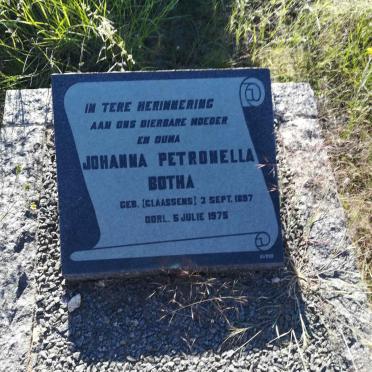 IN TERE HERINNERING
AAN ONS DIERBARE MOEDER
EN OUMA
JOHANNA PETRONELLA
BOTHA
GEB. (CLAASSENS) 3 SEPT. 1897
OORL. 5 JULIE 1975